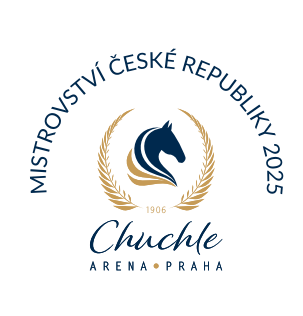 MISTROVSTVÍ ČESKÉ REPUBLIKY 2025
1906
Chuchle
ARENA • PRAHA